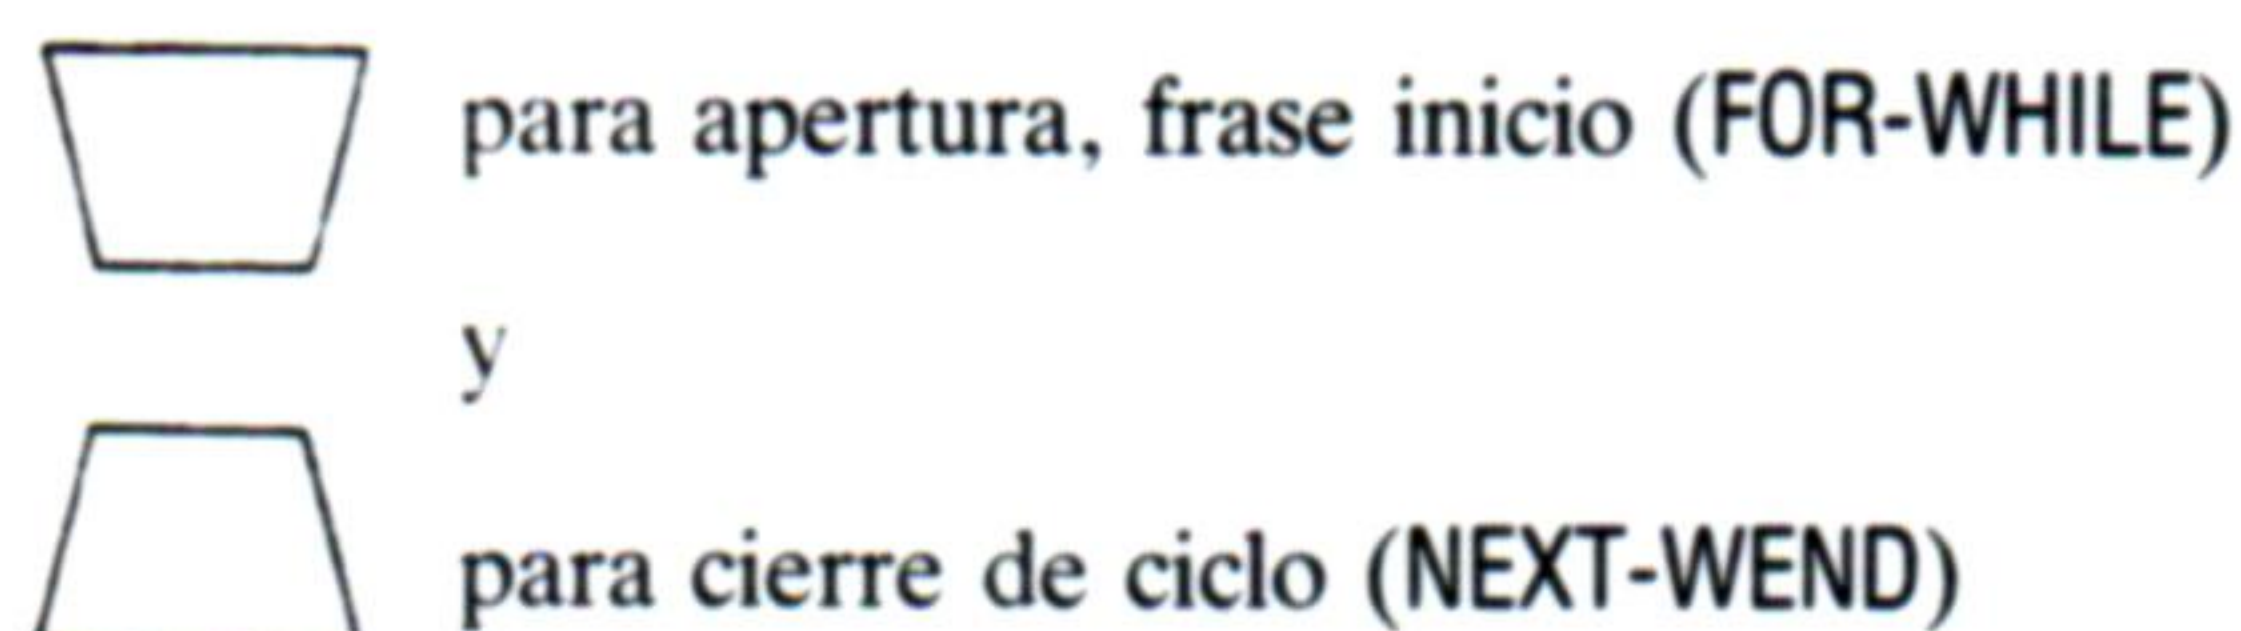 para apertura, frase inicio (FOR-WHILE)
y
para cierre de ciclo (NEXT-WEND)